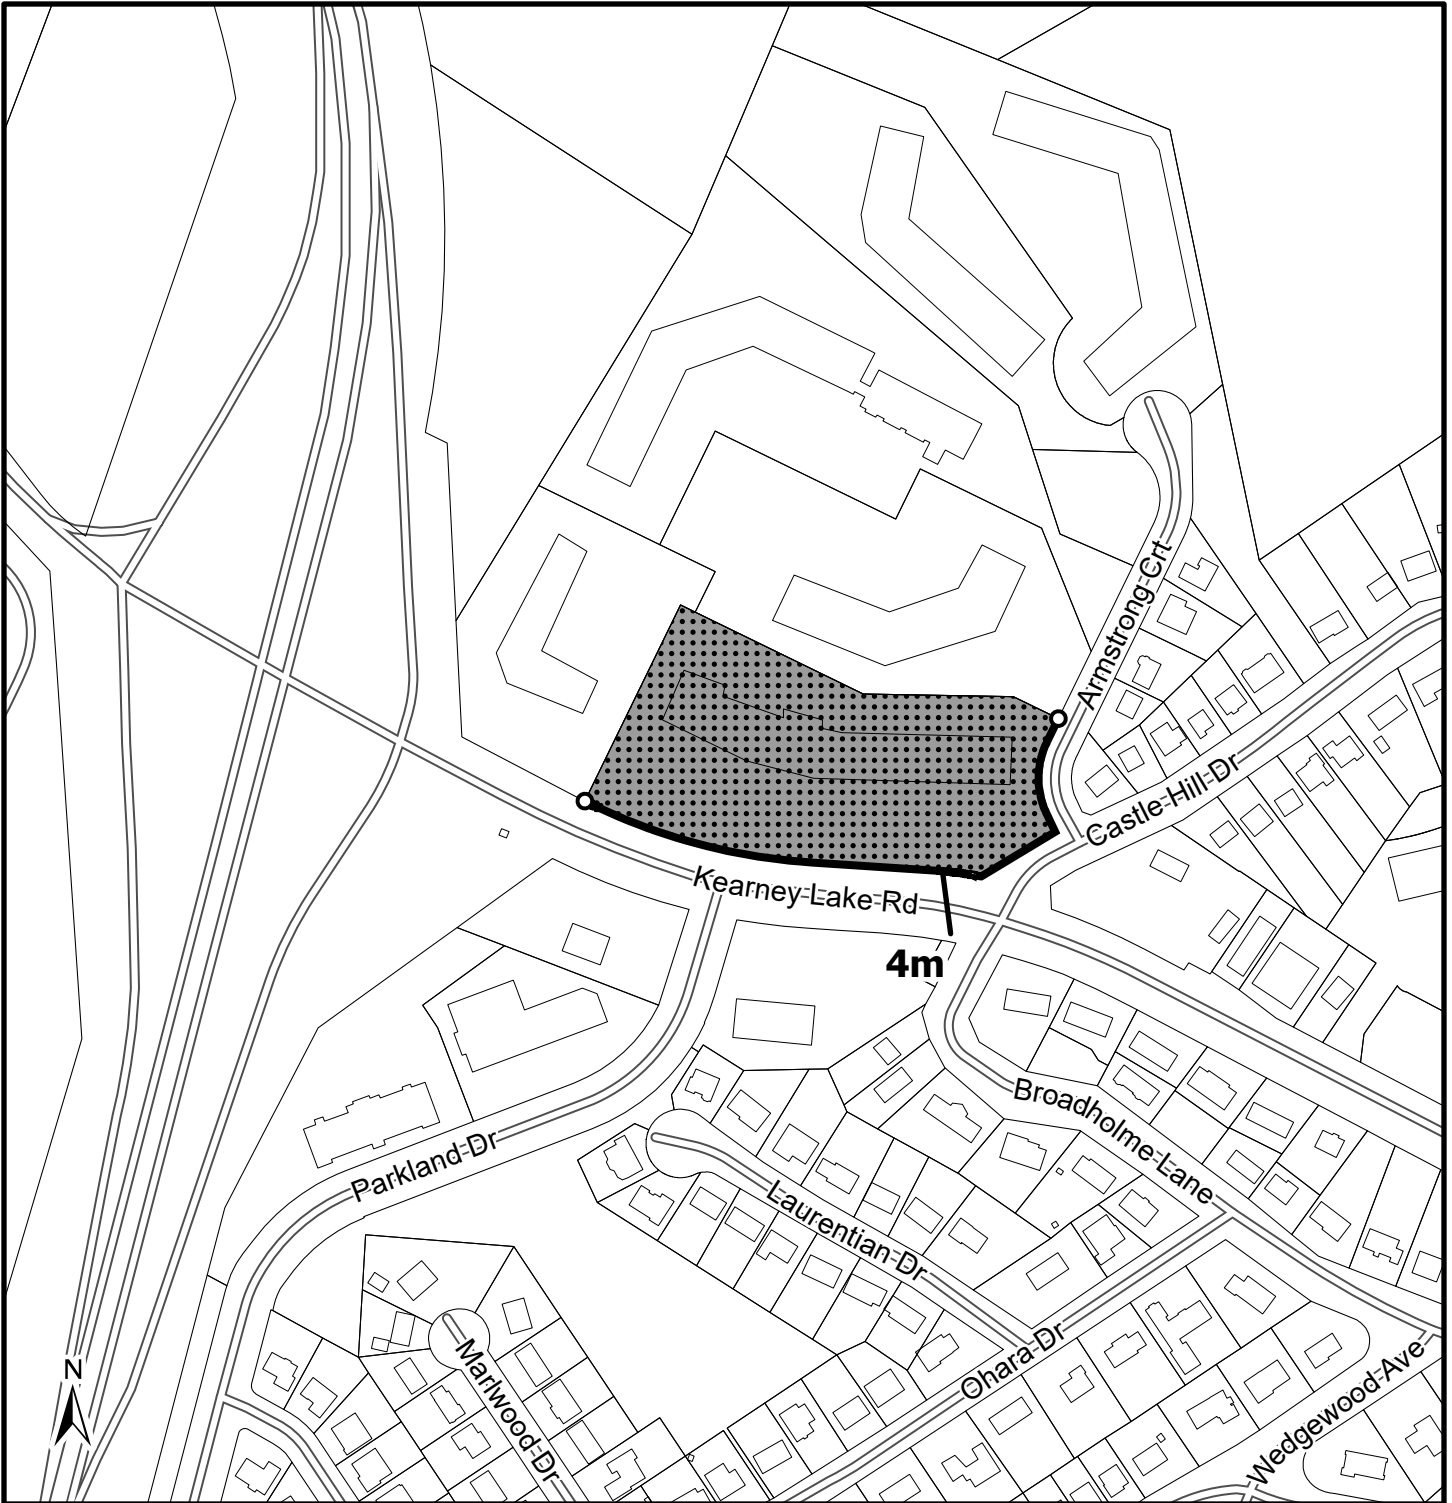 Armstrong Crt
Castle Hill Dr
Kearney Lake Rd
4m
Broadholme Lane
Parkland Dr
Laurentian Dr
Ohara Dr
Marlwood Dr
Wedgewood Ave
N